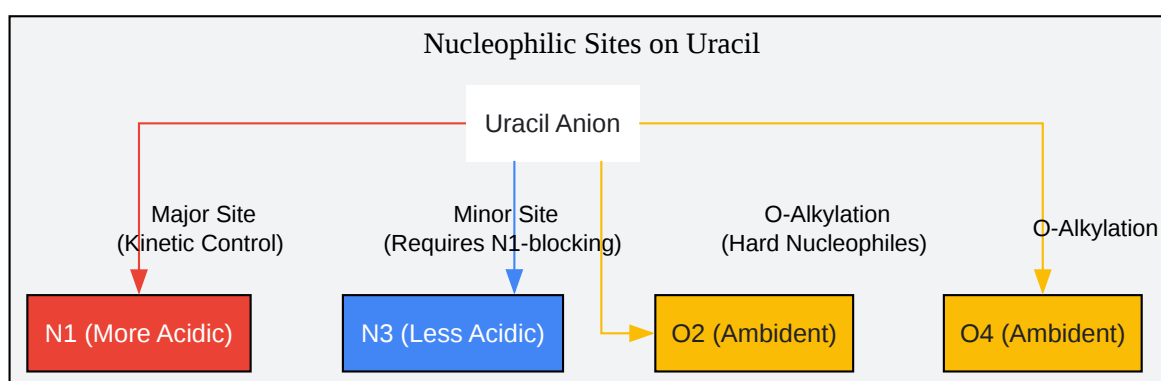 Nucleophilic Sites on Uracil
Uracil Anion
Major Site
(Kinetic Control)
Minor Site
(Requires N1-blocking)
O-Alkylation
(Hard Nucleophiles)
O-Alkylation
N1 (More Acidic)
N3 (Less Acidic)
O2 (Ambident)
O4 (Ambident)